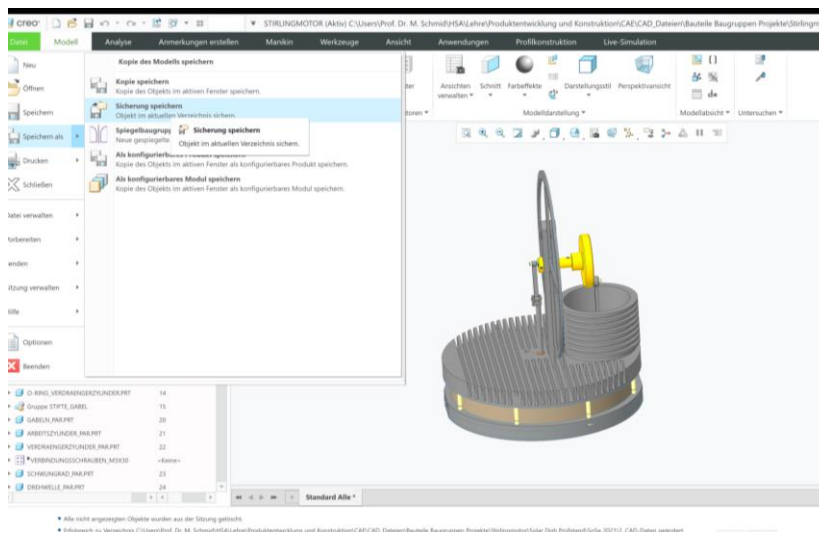 creo
STIRLINGMOTOR (Aktiv) C:\Users\Prof. Dr. M. Schmid\HSA\Lehre\Produktentwicklung und Konstruktion\CAE\CAD_Dateien\Bauteile Baugruppen Projekte\Stirlingm
Datei Modell Analyse Anmerkungen erstellen Manikin Werkzeuge Ansicht Anwendungen Profilkonstruktion Live-Simulation
Neu
Öffnen
Speichern
Speichern als
Drucken
Schließen
Datei verwalten
Vorbereiten
enden
itzung verwalten
Hilfe
Optionen
Beenden
Kopie des Modells speichern
Kopie speichern
Kopie des Objekts im aktiven Fenster speichern.
Sicherung speichern
Objekt im aktuellen Verzeichnis sichern.
Spiegelbaugrupp
Neue gespiegelte
Sicherung speichern
Objekt im aktuellen Verzeichnis sichern.
Als konfigurierbares Produkt speichern
Kopie des Objekts im aktiven Fenster als konfigurierbares Produkt speichern.
Als konfigurierbares Modul speichern
Kopie des Objekts im aktiven Fenster als konfigurierbares Modul speichern.
Ansichten verwalten Schnitt Farbeffekte Darstellungsstil Perspektivansicht
toren Modelldarstellung Modellabsicht Untersuchen
O-RING_VERDRAENGERZYLINDER.PRT 14
Gruppe STIFTE_GABEL 15
GABELN_PAR.PRT 20
ARBEITSZYLINDER_PAR.PRT 21
VERDRAENGERZYLINDER_PAR.PRT 22
VERBINDUNGSSCHRAUBEN_M3X30 <Keine>
SCHWUNGRAD_PAR.PRT 23
DREHWELLE_PAR.PRT 24
Standard Alle
Alle nicht angezeigten Objekte wurden aus der Sitzung gelöscht.